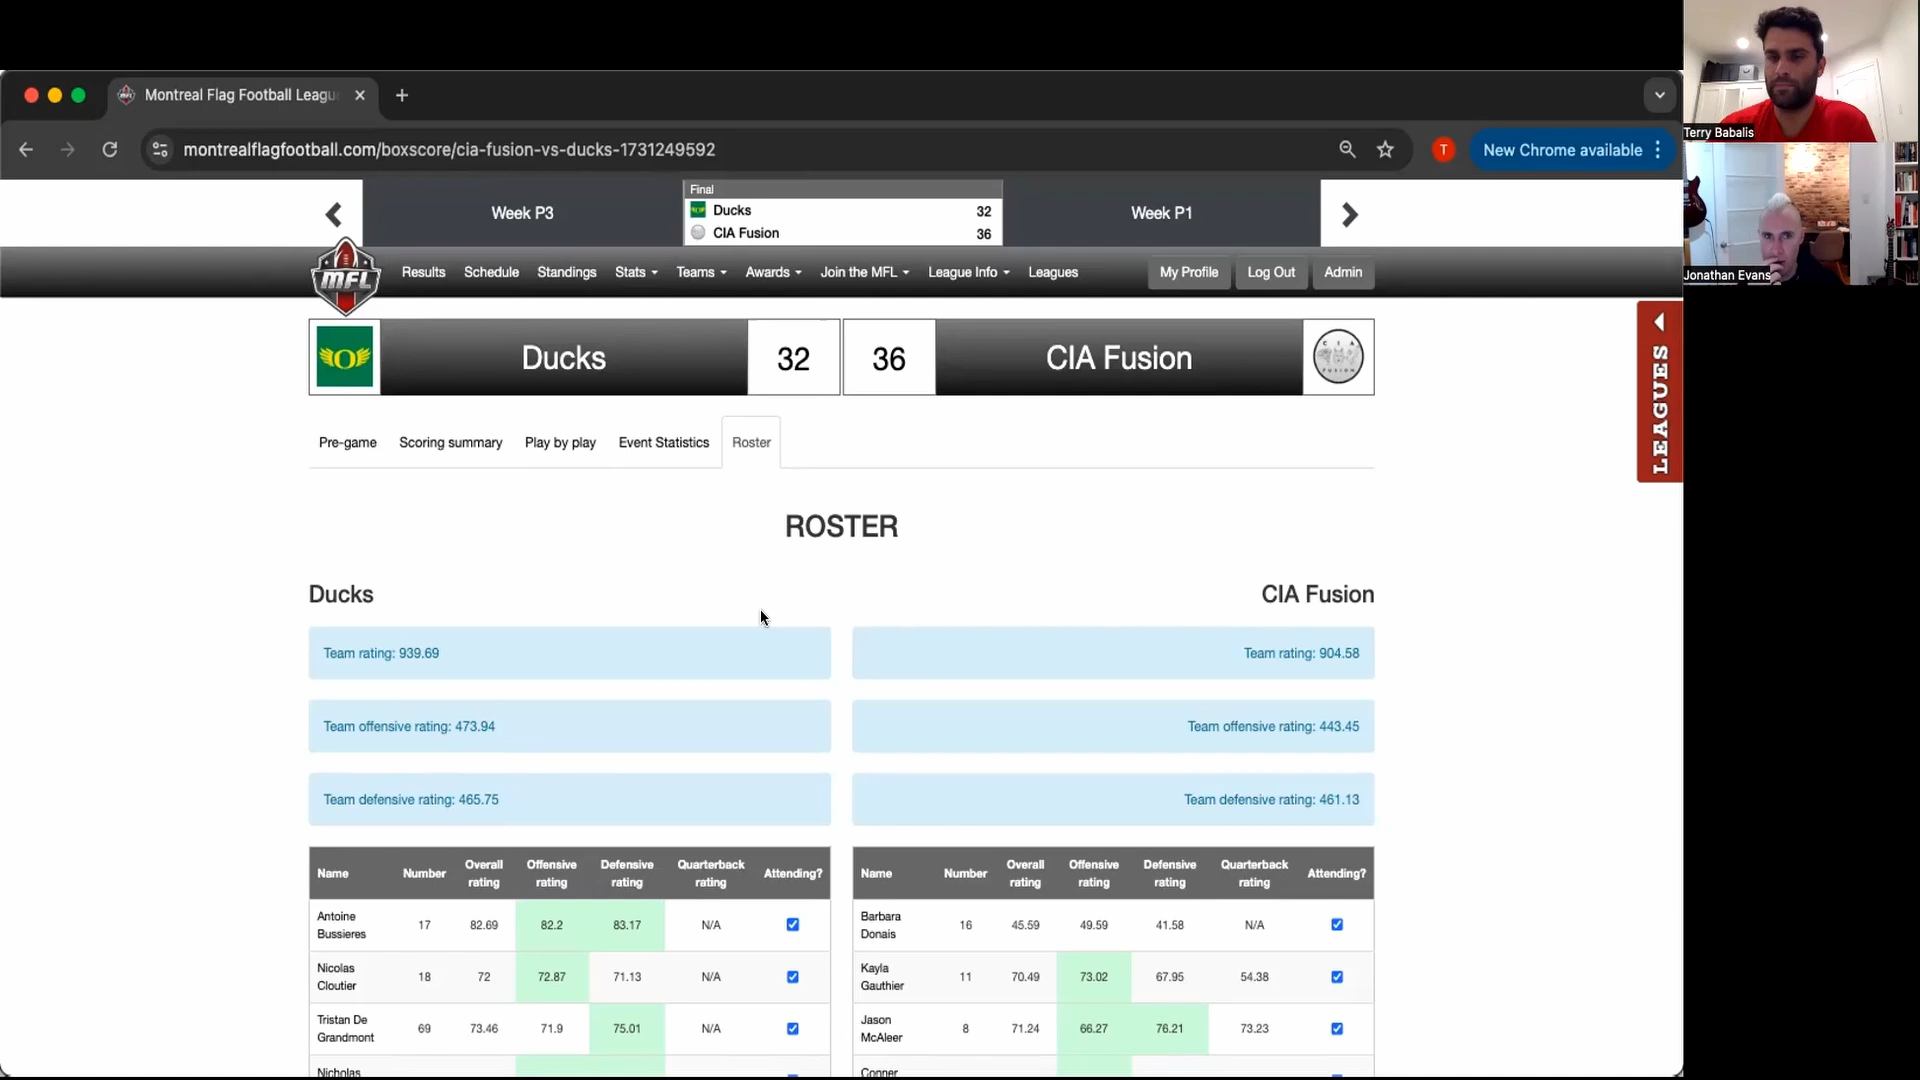 Montreal Flag Football Leagu
montrealflagfootball.com/boxscore/cia-fusion-vs-ducks-1731249592
T
New Chrome available
Terry Babalis
Jonathan Evans
Week P3
Final
Ducks 32
CIA Fusion 36
Week P1
MFL
Results Schedule Standings Stats Teams Awards Join the MFL League Info Leagues My Profile Log Out Admin
LEAGUES
Ducks 32 36 CIA Fusion
Pre-game Scoring summary Play by play Event Statistics Roster
ROSTER
Ducks CIA Fusion
Team rating: 939.69 Team rating: 904.58
Team offensive rating: 473.94 Team offensive rating: 443.45
Team defensive rating: 465.75 Team defensive rating: 461.13
Name Number Overall rating Offensive rating Defensive rating Quarterback rating Attending?
Antoine Bussieres 17 82.69 82.2 83.17 N/A
Nicolas Cloutier 18 72 72.87 71.13 N/A
Tristan De Grandmont 69 73.46 71.9 75.01 N/A
Nicholas
Name Number Overall rating Offensive rating Defensive rating Quarterback rating Attending?
Barbara Donais 16 45.59 49.59 41.58 N/A
Kayla Gauthier 11 70.49 73.02 67.95 54.38
Jason McAleer 8 71.24 66.27 76.21 73.23
Conner